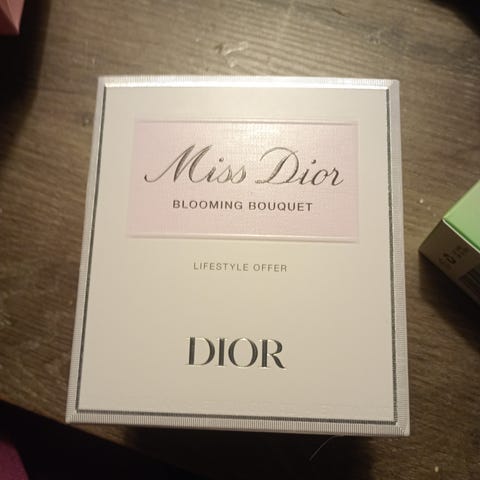 Miss Dior
BLOOMING BOUQUET
LIFESTYLE OFFER
DIOR